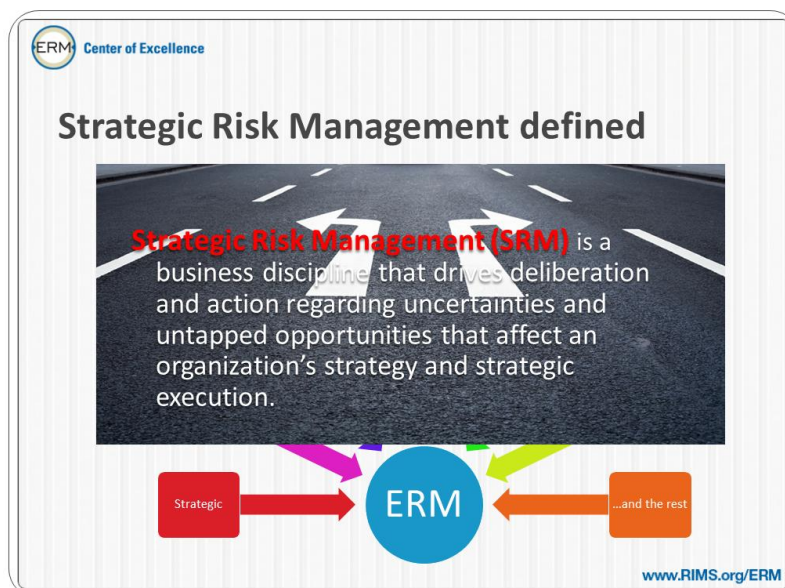 ERM Center of Excellence
Strategic Risk Management defined
Strategic Risk Management (SRM) is a
business discipline that drives deliberation
and action regarding uncertainties and
untapped opportunities that affect an
organization’s strategy and strategic
execution.
Strategic
ERM
...and the rest
www.RIMS.org/ERM